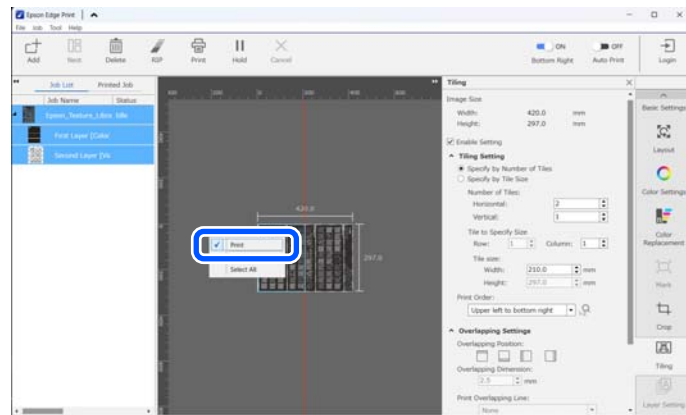 Epson Edge Print
File Job Tool Help
Add
Nest
Delete
RIP
Print
Hold
Cancel
ON
Bottom Right
OFF
Auto Print
Login
Job List Printed Job
Job Name Status
Idle
First Layer [Color
Second Layer [Va
420.0
297.0
Print
Select All
Tiling
Image Size
Width: 420.0 mm
Height: 297.0 mm
Enable Setting
Tiling Setting
Specify by Number of Tiles
Specify by Tile Size
Number of Tiles:
Horizontal: 2
Vertical: 1
Tile to Specify Size
Row: 1 Column: 1
Tile size:
Width: 210.0 mm
Height: 297.0 mm
Print Order:
Upper left to bottom right
Overlapping Settings
Overlapping Position:
Overlapping Dimension:
2.5 mm
Print Overlapping Line:
None
Basic Settings
Layout
Color Settings
Color
Replacement
Mark
Crop
Tiling
Layer Setting